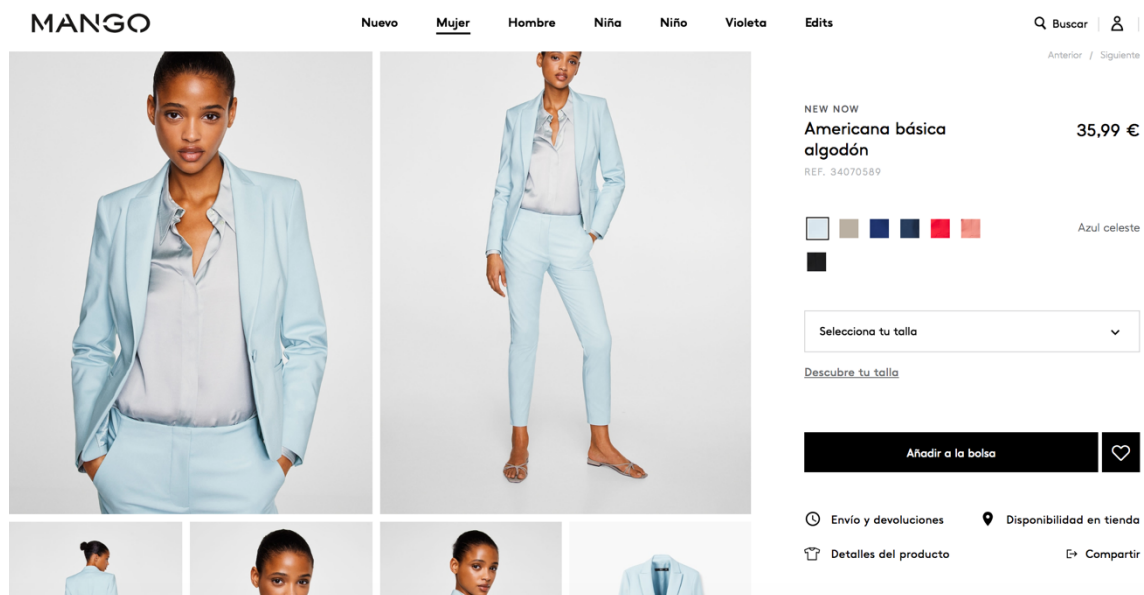 MANGO
Nuevo Mujer Hombre Niña Niño Violeta Edits
Buscar
Anterior / Siguiente
NEW NOW
Americana básica
algodón
35,99 €
REF. 34070589
Azul celeste
Selecciona tu talla
Descubre tu talla
Añadir a la bolsa
Envío y devoluciones
Disponibilidad en tienda
Detalles del producto
Compartir